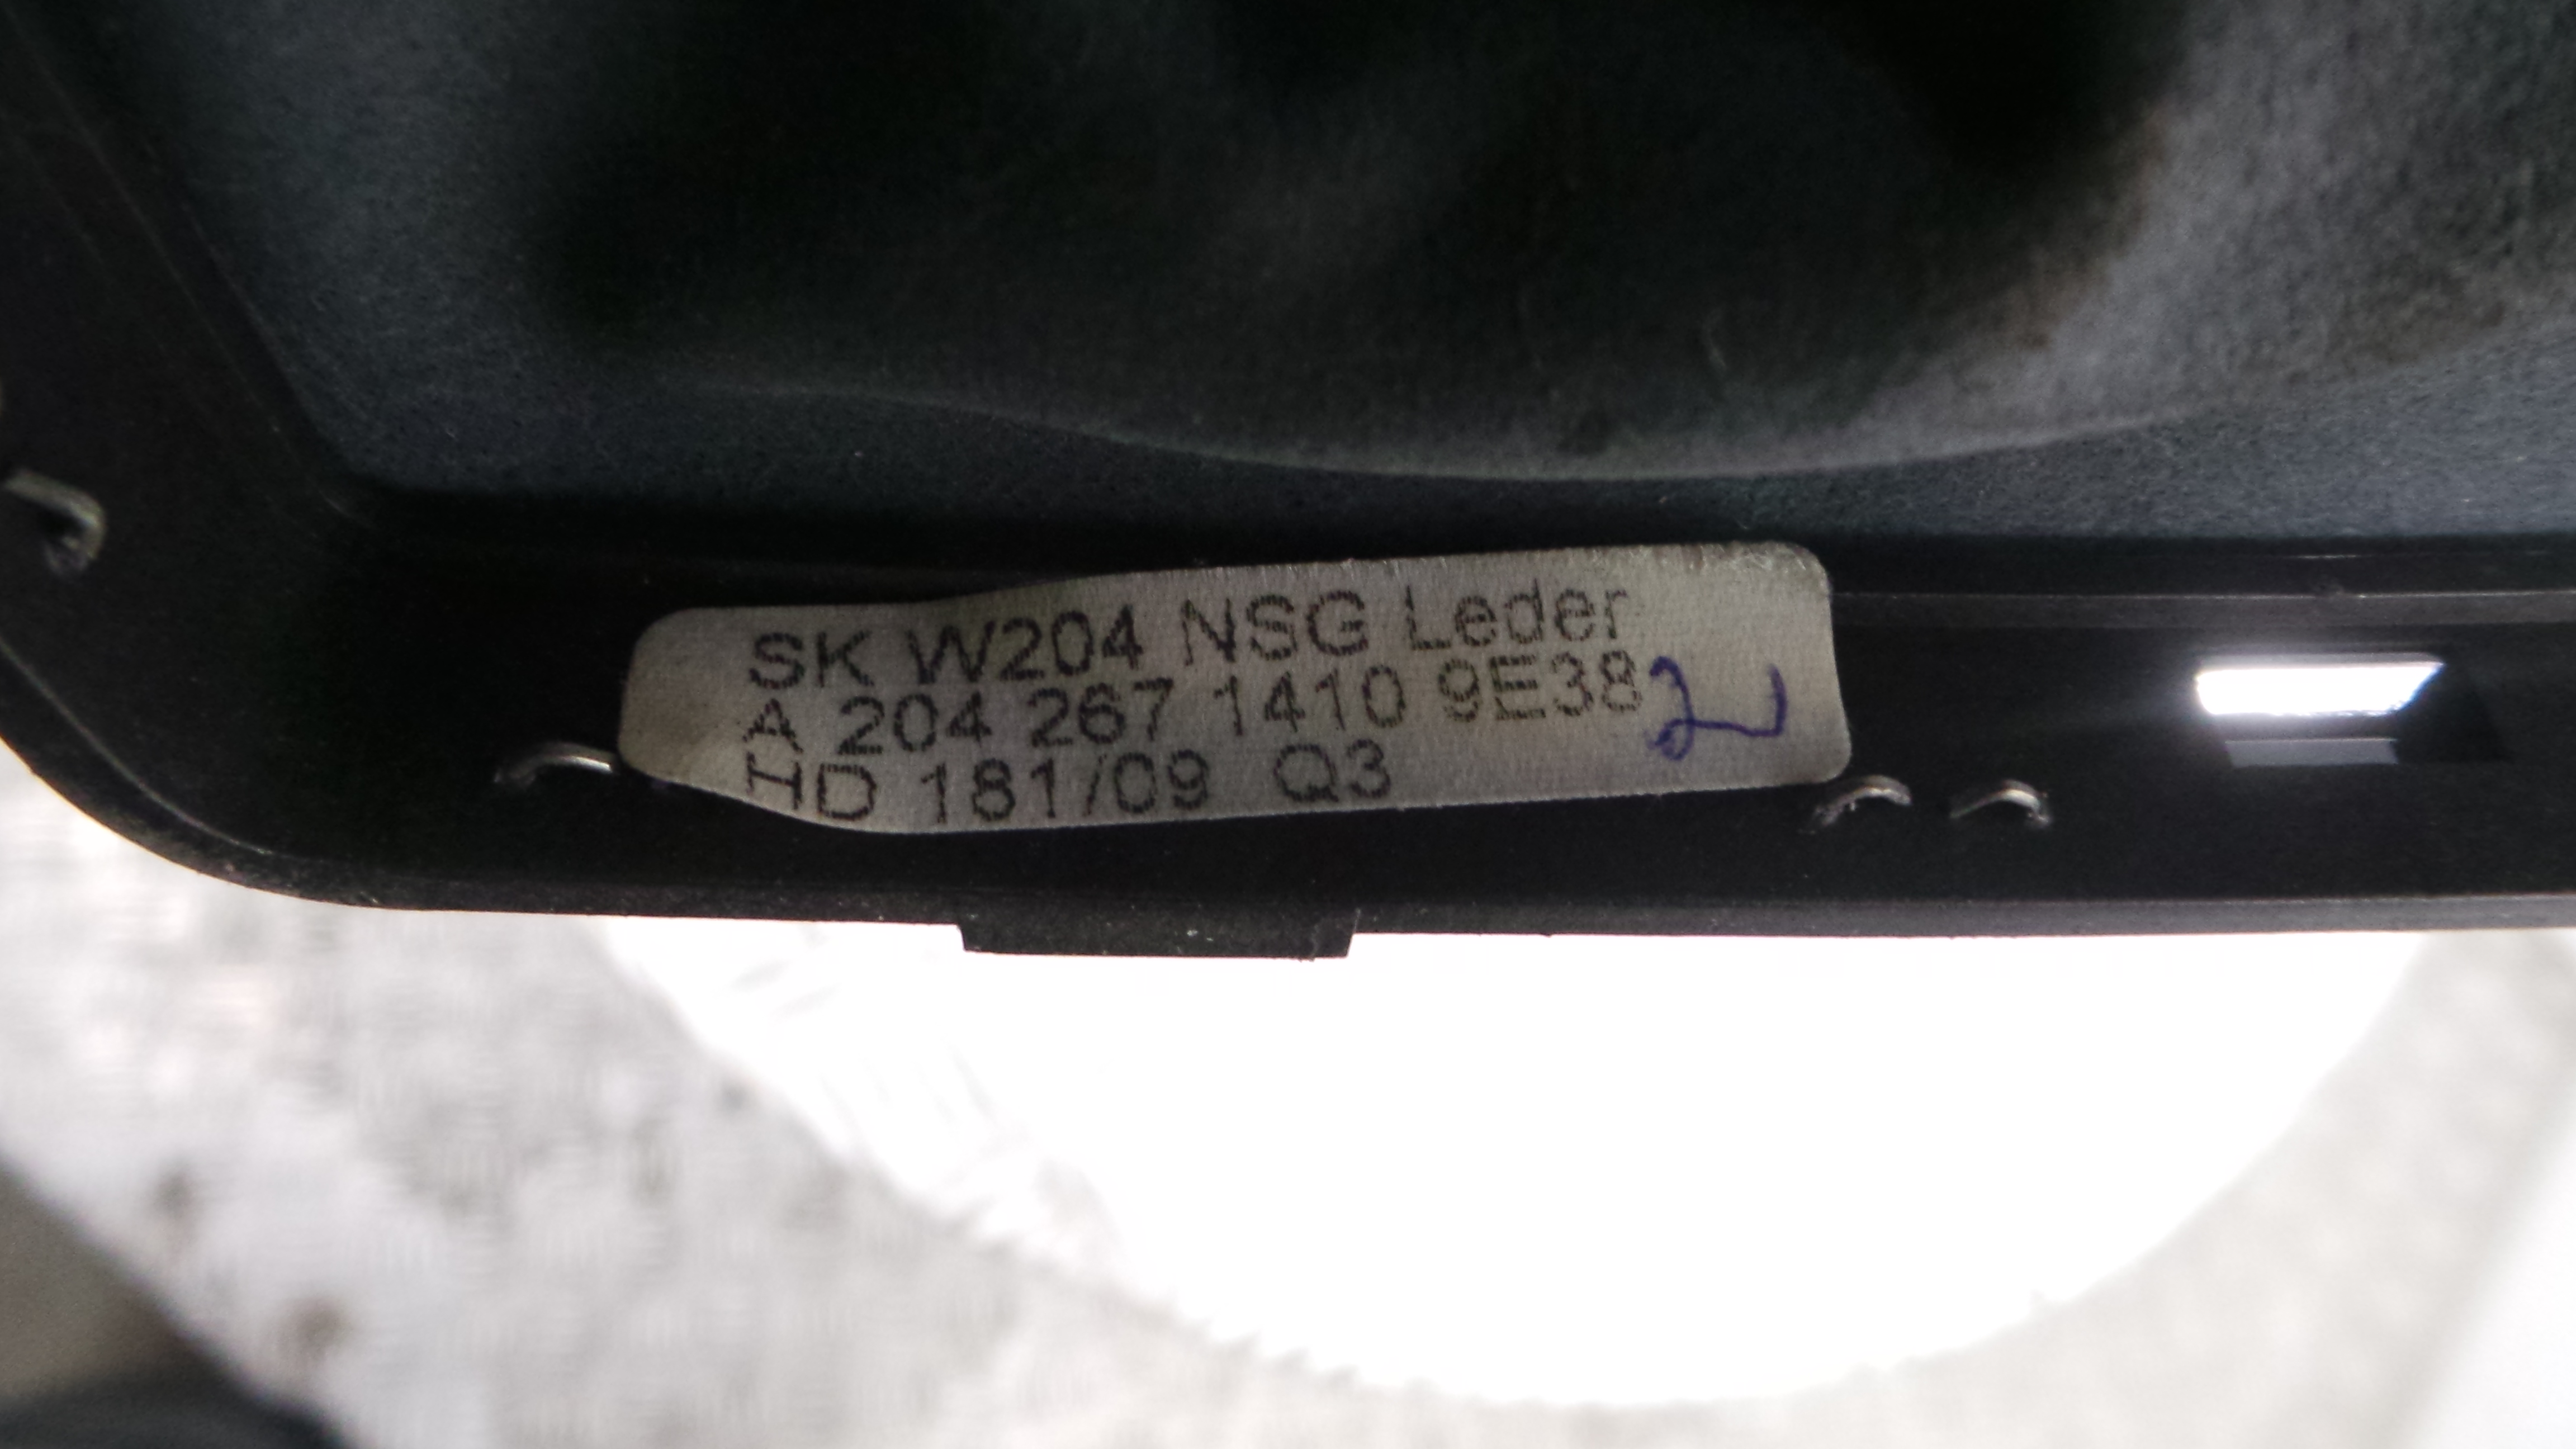 SK W204 NSG Leder
A 204 267 1410 9E38
HD 181/09 Q3